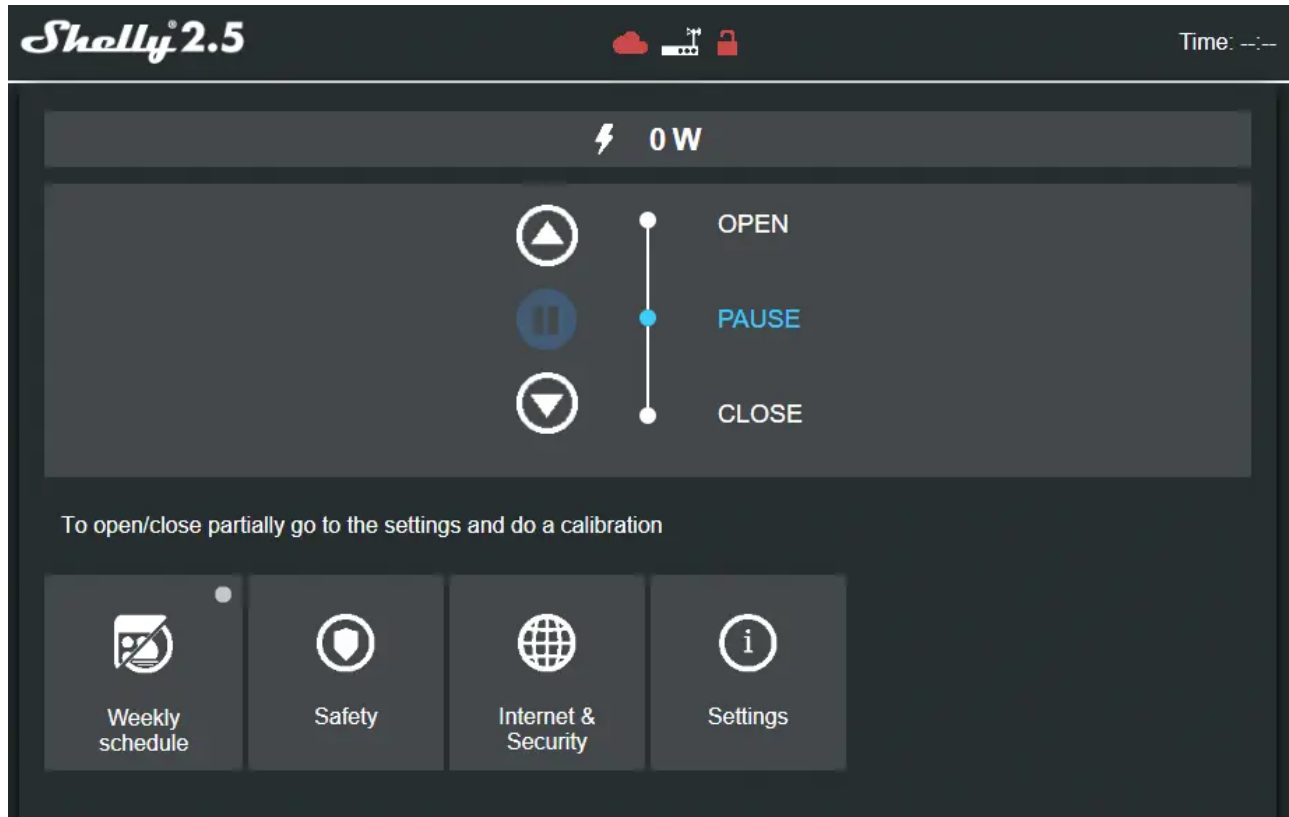 Shelly® 2.5
Time: --:--
0 W
OPEN
PAUSE
CLOSE
To open/close partially go to the settings and do a calibration
Weekly
schedule
Safety
Internet &
Security
Settings